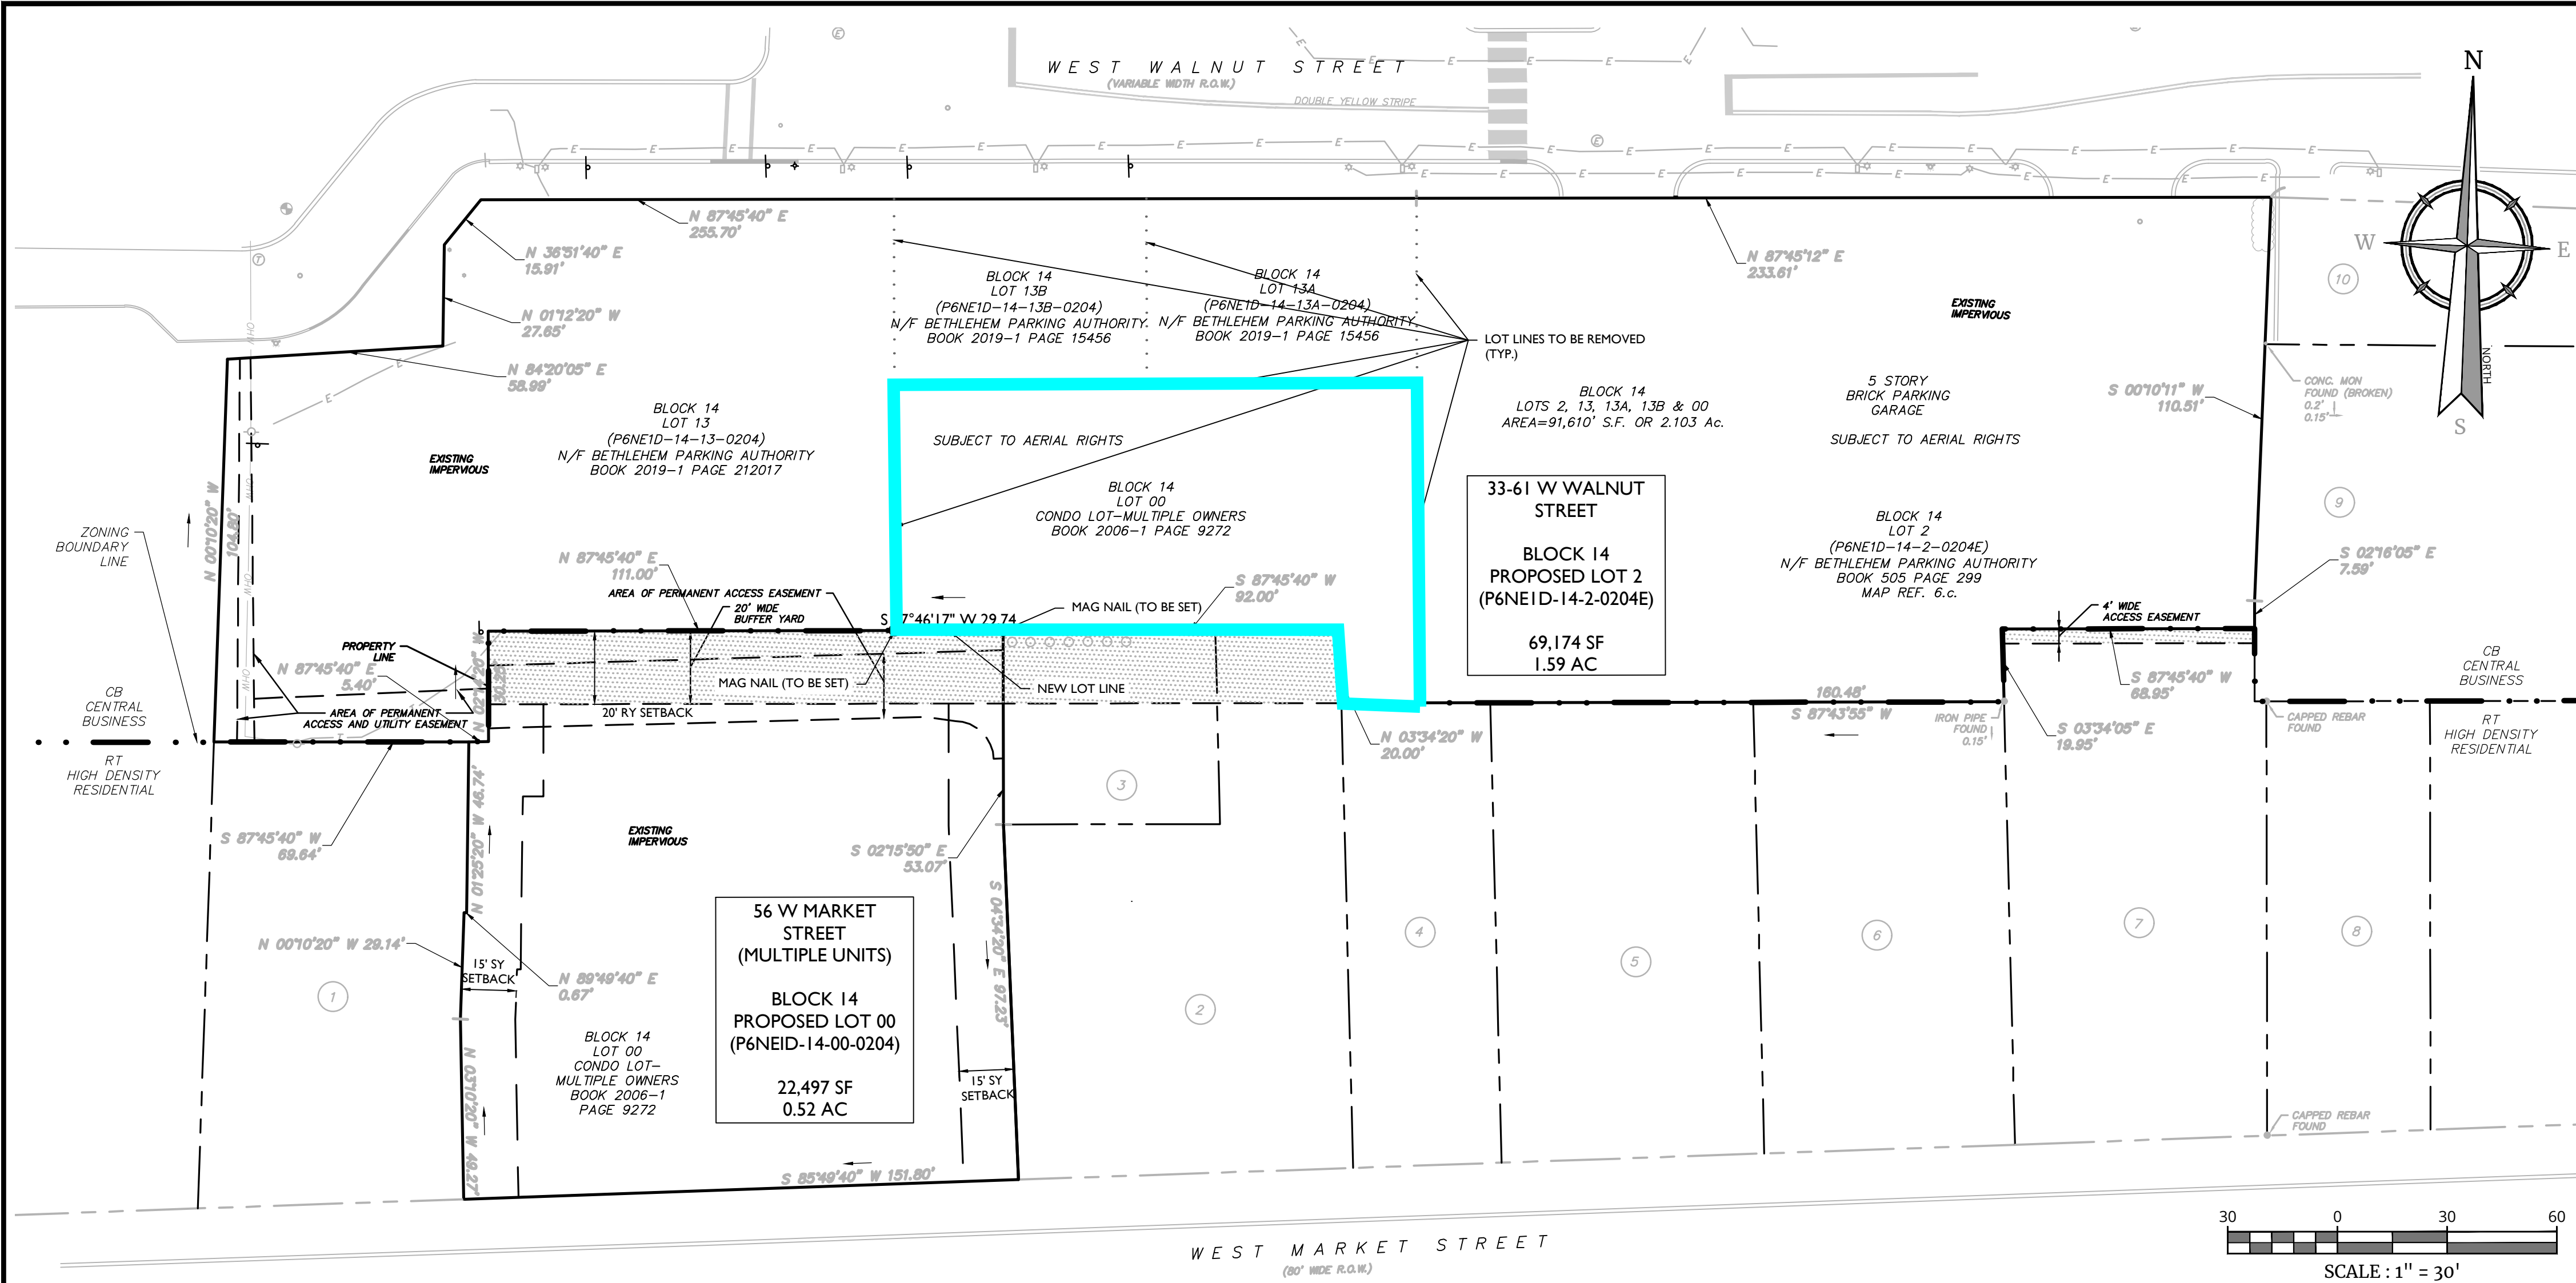 WEST WALNUT STREET
(VARIABLE WIDTH R.O.W.)
DOUBLE YELLOW STRIPE
N
W
E
S
NORTH
N 87°45'40" E
255.70'
N 36°51'40" E
15.91'
N 01°12'20" W
27.65'
N 84°20'05" E
58.99'
BLOCK 14
LOT 13B
(P6NE1D-14-13B-0204)
N/F BETHLEHEM PARKING AUTHORITY
BOOK 2019-1 PAGE 15456
BLOCK 14
LOT 13A
(P6NE1D-14-13A-0204)
N/F BETHLEHEM PARKING AUTHORITY
BOOK 2019-1 PAGE 15456
LOT LINES TO BE REMOVED
(TYP.)
N 87°45'12" E
233.61'
EXISTING
IMPERVIOUS
10
CONC. MON
FOUND (BROKEN)
0.2'
0.15'
S 00°10'11" W
110.51'
5 STORY
BRICK PARKING
GARAGE
SUBJECT TO AERIAL RIGHTS
BLOCK 14
LOTS 2, 13, 13A, 13B & 00
AREA=91,610' S.F. OR 2.103 Ac.
BLOCK 14
LOT 13
(P6NE1D-14-13-0204)
N/F BETHLEHEM PARKING AUTHORITY
BOOK 2019-1 PAGE 212017
EXISTING
IMPERVIOUS
SUBJECT TO AERIAL RIGHTS
BLOCK 14
LOT 00
CONDO LOT-MULTIPLE OWNERS
BOOK 2006-1 PAGE 9272
33-61 W WALNUT
STREET
BLOCK 14
PROPOSED LOT 2
(P6NE1D-14-2-0204E)
69,174 SF
1.59 AC
BLOCK 14
LOT 2
(P6NE1D-14-2-0204E)
N/F BETHLEHEM PARKING AUTHORITY
BOOK 505 PAGE 299
MAP REF. 6.c.
9
S 02°16'05" E
7.59'
ZONING
BOUNDARY
LINE
N 00°10'20" W
104.80'
N 87°45'40" E
111.00'
AREA OF PERMANENT ACCESS EASEMENT
20' WIDE
BUFFER YARD
S 7°46'17" W 29.74
MAG NAIL (TO BE SET)
S 87°45'40" W
92.00'
4' WIDE
ACCESS EASEMENT
PROPERTY
LINE
N 87°45'40" E
5.40'
30.25'
MAG NAIL (TO BE SET)
NEW LOT LINE
20' RY SETBACK
AREA OF PERMANENT
ACCESS AND UTILITY EASEMENT
CB
CENTRAL
BUSINESS
RT
HIGH DENSITY
RESIDENTIAL
160.48'
S 87°43'55" W
IRON PIPE
FOUND
0.15'
S 87°45'40" W
68.95'
S 03°34'05" E
19.95'
CAPPED REBAR
FOUND
CB
CENTRAL
BUSINESS
RT
HIGH DENSITY
RESIDENTIAL
N 03°34'20" W
20.00'
3
S 87°45'40" W
69.64'
N 01°25'20" W 46.74'
EXISTING
IMPERVIOUS
S 02°15'50" E
53.07'
S 04°34'20" E 97.23'
N 00°10'20" W 29.14'
15' SY
SETBACK
N 89°49'40" E
0.67'
56 W MARKET
STREET
(MULTIPLE UNITS)
BLOCK 14
PROPOSED LOT 00
(P6NE1D-14-00-0204)
22,497 SF
0.52 AC
1
2
4
5
6
7
8
BLOCK 14
LOT 00
CONDO LOT-
MULTIPLE OWNERS
BOOK 2006-1
PAGE 9272
15' SY
SETBACK
N 03°10'20" W 49.27'
S 85°49'40" W 151.80'
CAPPED REBAR
FOUND
WEST MARKET STREET
(80' WIDE R.O.W.)
30 0 30 60
SCALE : 1" = 30'